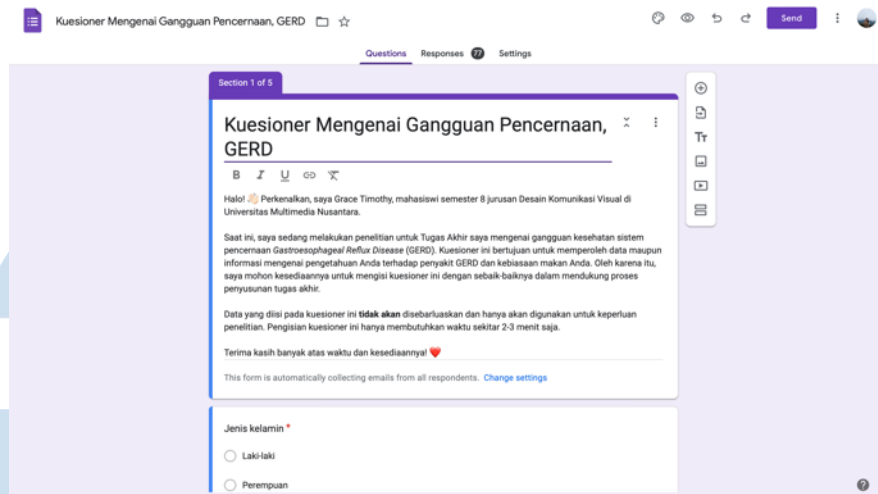 Kuesioner Mengenai Gangguan Pencernaan, GERD
Send
Questions Responses 77 Settings
Section 1 of 5
Kuesioner Mengenai Gangguan Pencernaan,
GERD
B I U
Halo! 👋🏻 Perkenalkan, saya Grace Timothy, mahasiswi semester 8 jurusan Desain Komunikasi Visual di
Universitas Multimedia Nusantara.
Saat ini, saya sedang melakukan penelitian untuk Tugas Akhir saya mengenai gangguan kesehatan sistem
pencernaan Gastroesophageal Reflux Disease (GERD). Kuesioner ini bertujuan untuk memperoleh data maupun
informasi mengenai pengetahuan Anda terhadap penyakit GERD dan kebiasaan makan Anda. Oleh karena itu,
saya mohon kesediaannya untuk mengisi kuesioner ini dengan sebaik-baiknya dalam mendukung proses
penyusunan tugas akhir.
Data yang diisi pada kuesioner ini tidak akan disebarluaskan dan hanya akan digunakan untuk keperluan
penelitian. Pengisian kuesioner ini hanya membutuhkan waktu sekitar 2-3 menit saja.
Terima kasih banyak atas waktu dan kesediaannya! ❤️
This form is automatically collecting emails from all respondents. Change settings
Jenis kelamin *
Laki-laki
Perempuan
Tт